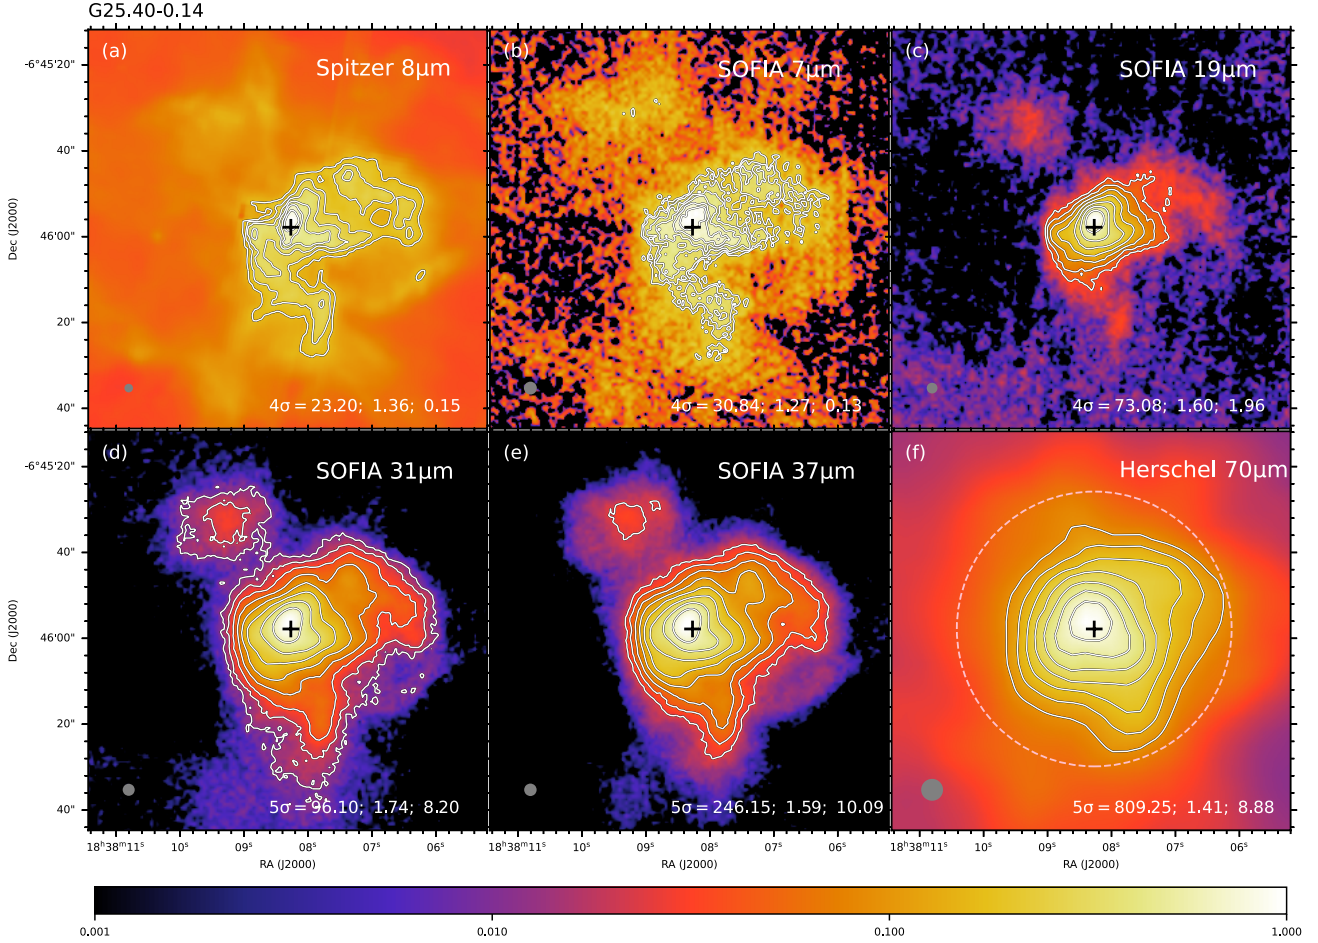 G25.40-0.14
(a)
Spitzer 8μm
(b)
SOFIA 7μm
(c)
SOFIA 19μm
-6°45'20"
40"
46'00"
20"
40"
Dec (J2000)
4σ=23.20; 1.36; 0.15
4σ=30.84; 1.27; 0.13
4σ=73.08; 1.60; 1.96
(d)
SOFIA 31μm
(e)
SOFIA 37μm
(f)
Herschel 70μm
-6°45'20"
40"
46'00"
20"
40"
Dec (J2000)
5σ=96.10; 1.74; 8.20
5σ=246.15; 1.59; 10.09
5σ=809.25; 1.41; 8.88
18ʰ38ᵐ11ˢ 10ˢ 09ˢ 07ˢ 06ˢ
18ʰ38ᵐ11ˢ 10ˢ 09ˢ 07ˢ 06ˢ
18ʰ38ᵐ11ˢ 10ˢ 09ˢ 07ˢ 06ˢ
RA (J2000)
RA (J2000)
RA (J2000)
0.001 0.010 0.100 1.000